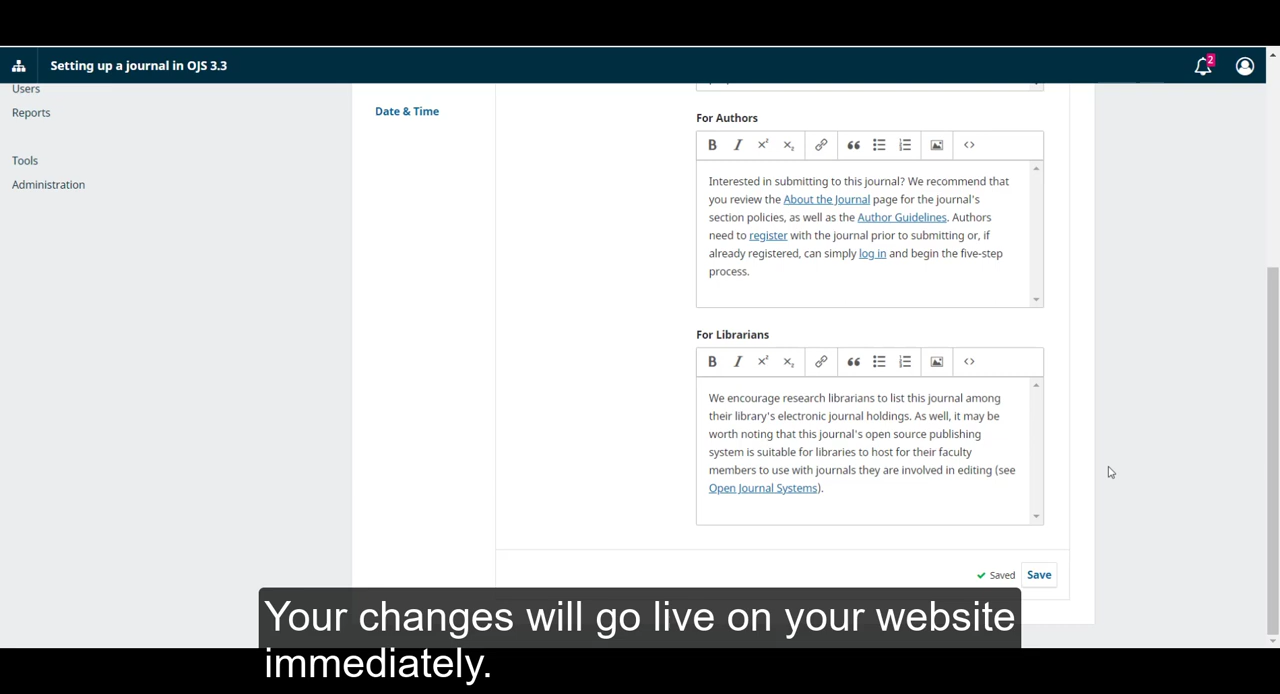 Setting up a journal in OJS 3.3
2
Users
Reports
Tools
Administration
Date & Time
For Authors
B I x² x₂
Interested in submitting to this journal? We recommend that
you review the About the Journal page for the journal's
section policies, as well as the Author Guidelines. Authors
need to register with the journal prior to submitting or, if
already registered, can simply log in and begin the five-step
process.
For Librarians
B I x² x₂
We encourage research librarians to list this journal among
their library's electronic journal holdings. As well, it may be
worth noting that this journal's open source publishing
system is suitable for libraries to host for their faculty
members to use with journals they are involved in editing (see
Open Journal Systems).
Saved Save
Your changes will go live on your website
immediately.